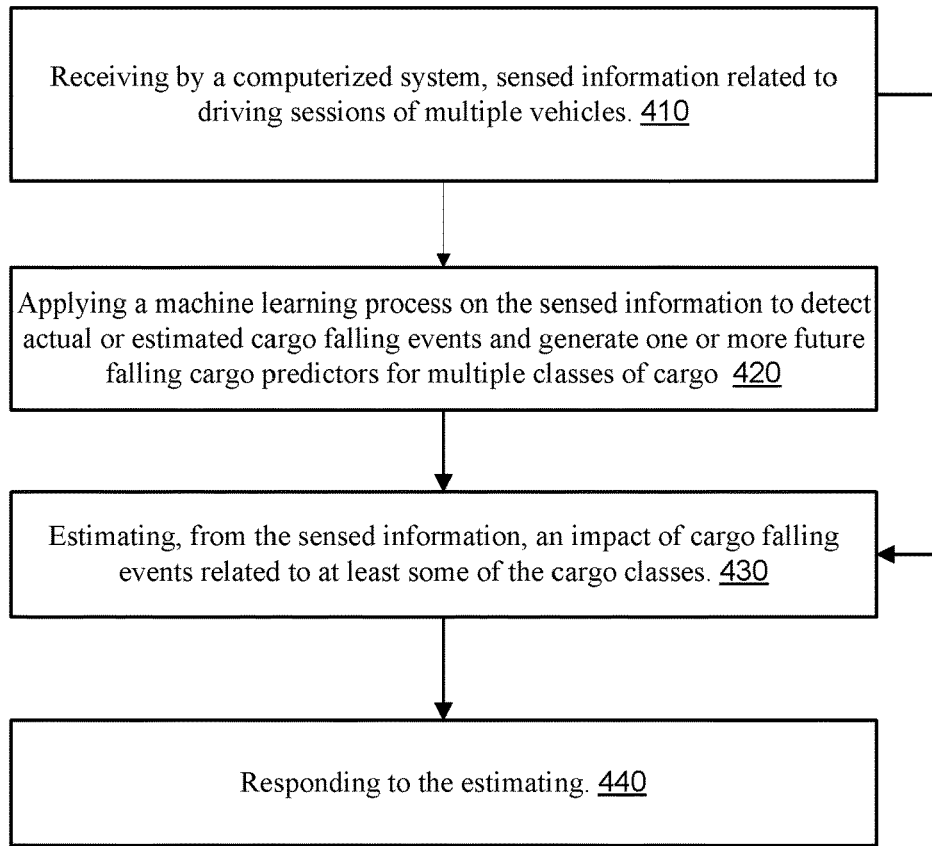 Receiving by a computerized system, sensed information related to
driving sessions of multiple vehicles. 410
Applying a machine learning process on the sensed information to detect
actual or estimated cargo falling events and generate one or more future
falling cargo predictors for multiple classes of cargo 420
Estimating, from the sensed information, an impact of cargo falling
events related to at least some of the cargo classes. 430
Responding to the estimating. 440